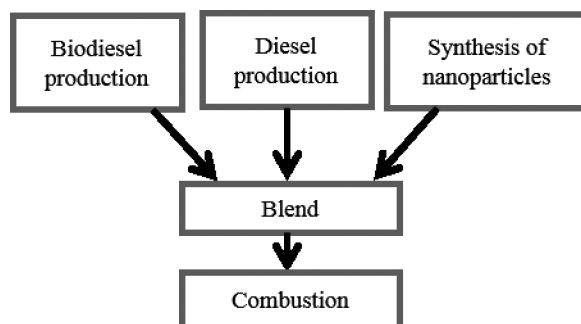 Biodiesel
production
Diesel
production
Synthesis of
nanoparticles
Blend
Combustion